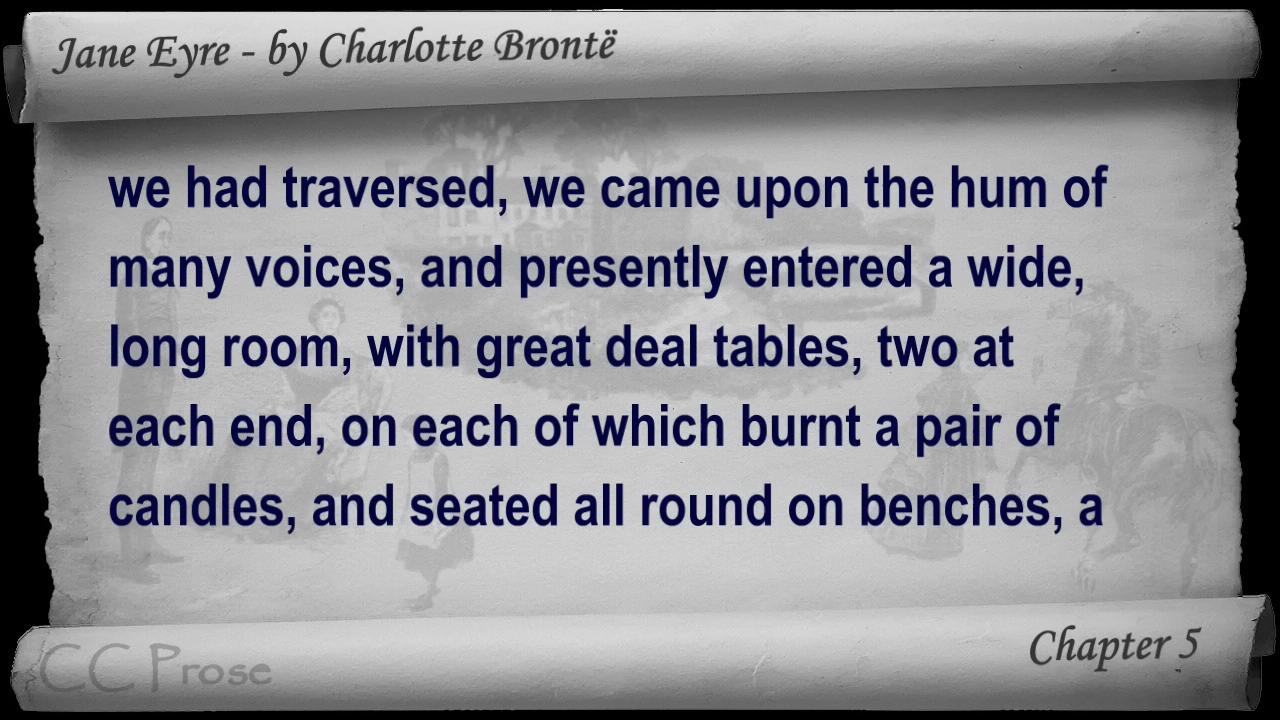 Jane Eyre - by Charlotte Brontë
we had traversed, we came upon the hum of
many voices, and presently entered a wide,
long room, with great deal tables, two at
each end, on each of which burnt a pair of
candles, and seated all round on benches, a
Chapter 5
CC Prose